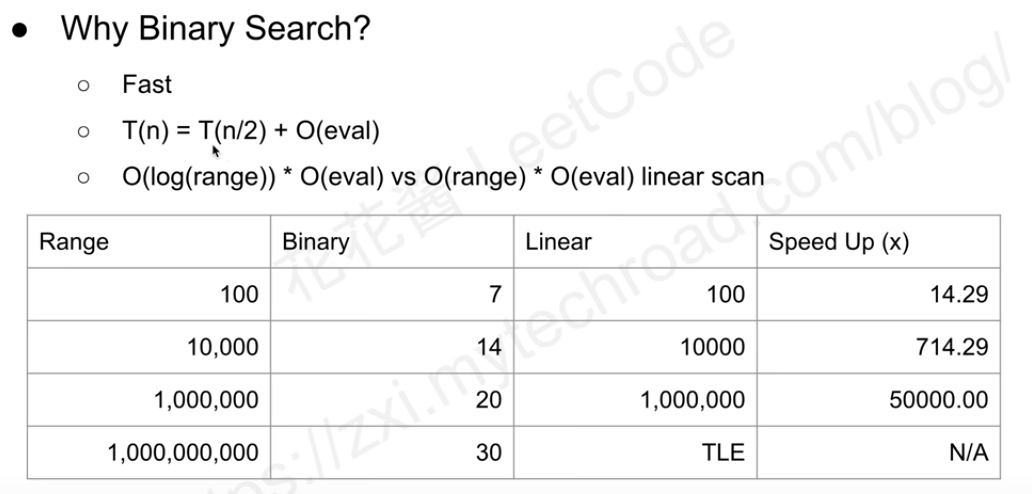 Why Binary Search?
Fast
T(n) = T(n/2) + O(eval)
O(log(range)) * O(eval) vs O(range) * O(eval) linear scan
Range Binary Linear Speed Up (x)
100 7 100 14.29
10,000 14 10000 714.29
1,000,000 20 1,000,000 50000.00
1,000,000,000 30 TLE N/A
花花酱 LeetCode
ps://zxi.mytechroad.com/blog/